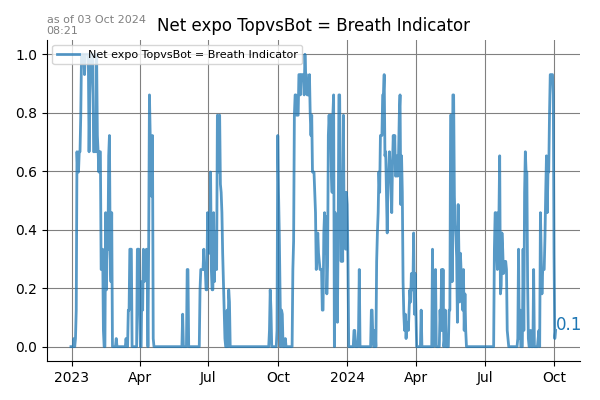 as of 03 Oct 2024
08:21
Net expo TopvsBot = Breath Indicator
Net expo TopvsBot = Breath Indicator
1.0
0.8
0.6
0.4
0.2
0.0
0.1
2023 Apr Jul Oct 2024 Apr Jul Oct